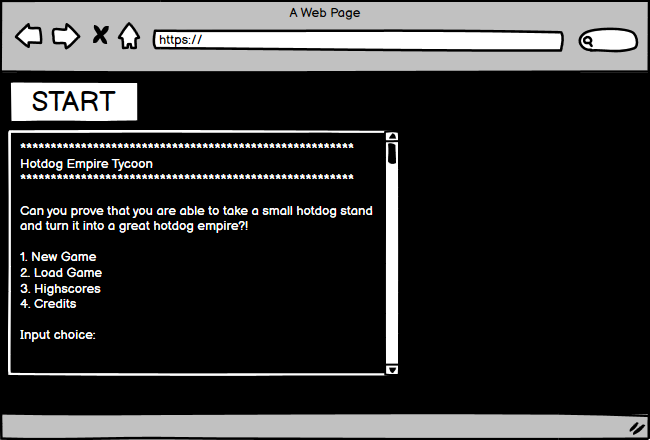 A Web Page
https://
START
********************************************************
Hotdog Empire Tycoon
********************************************************
Can you prove that you are able to take a small hotdog stand
and turn it into a great hotdog empire?!
1. New Game
2. Load Game
3. Highscores
4. Credits
Input choice: